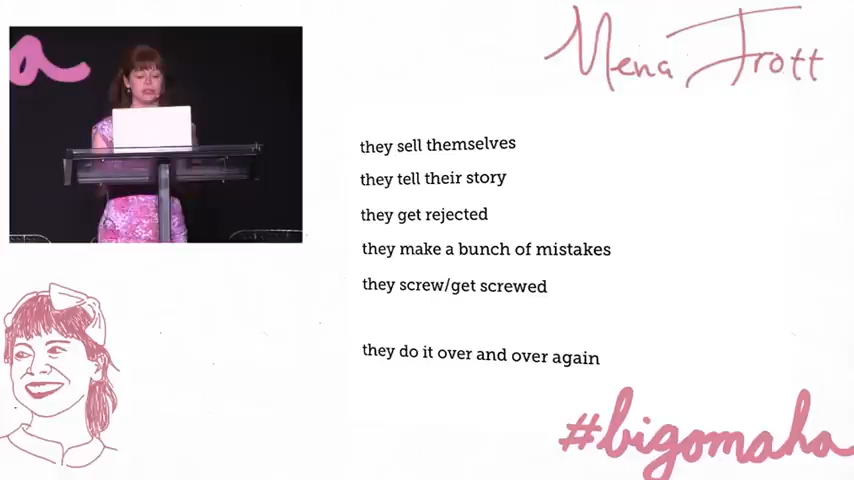 a
Mena Trott
they sell themselves
they tell their story
they get rejected
they make a bunch of mistakes
they screw/get screwed
they do it over and over again
#bigomaha